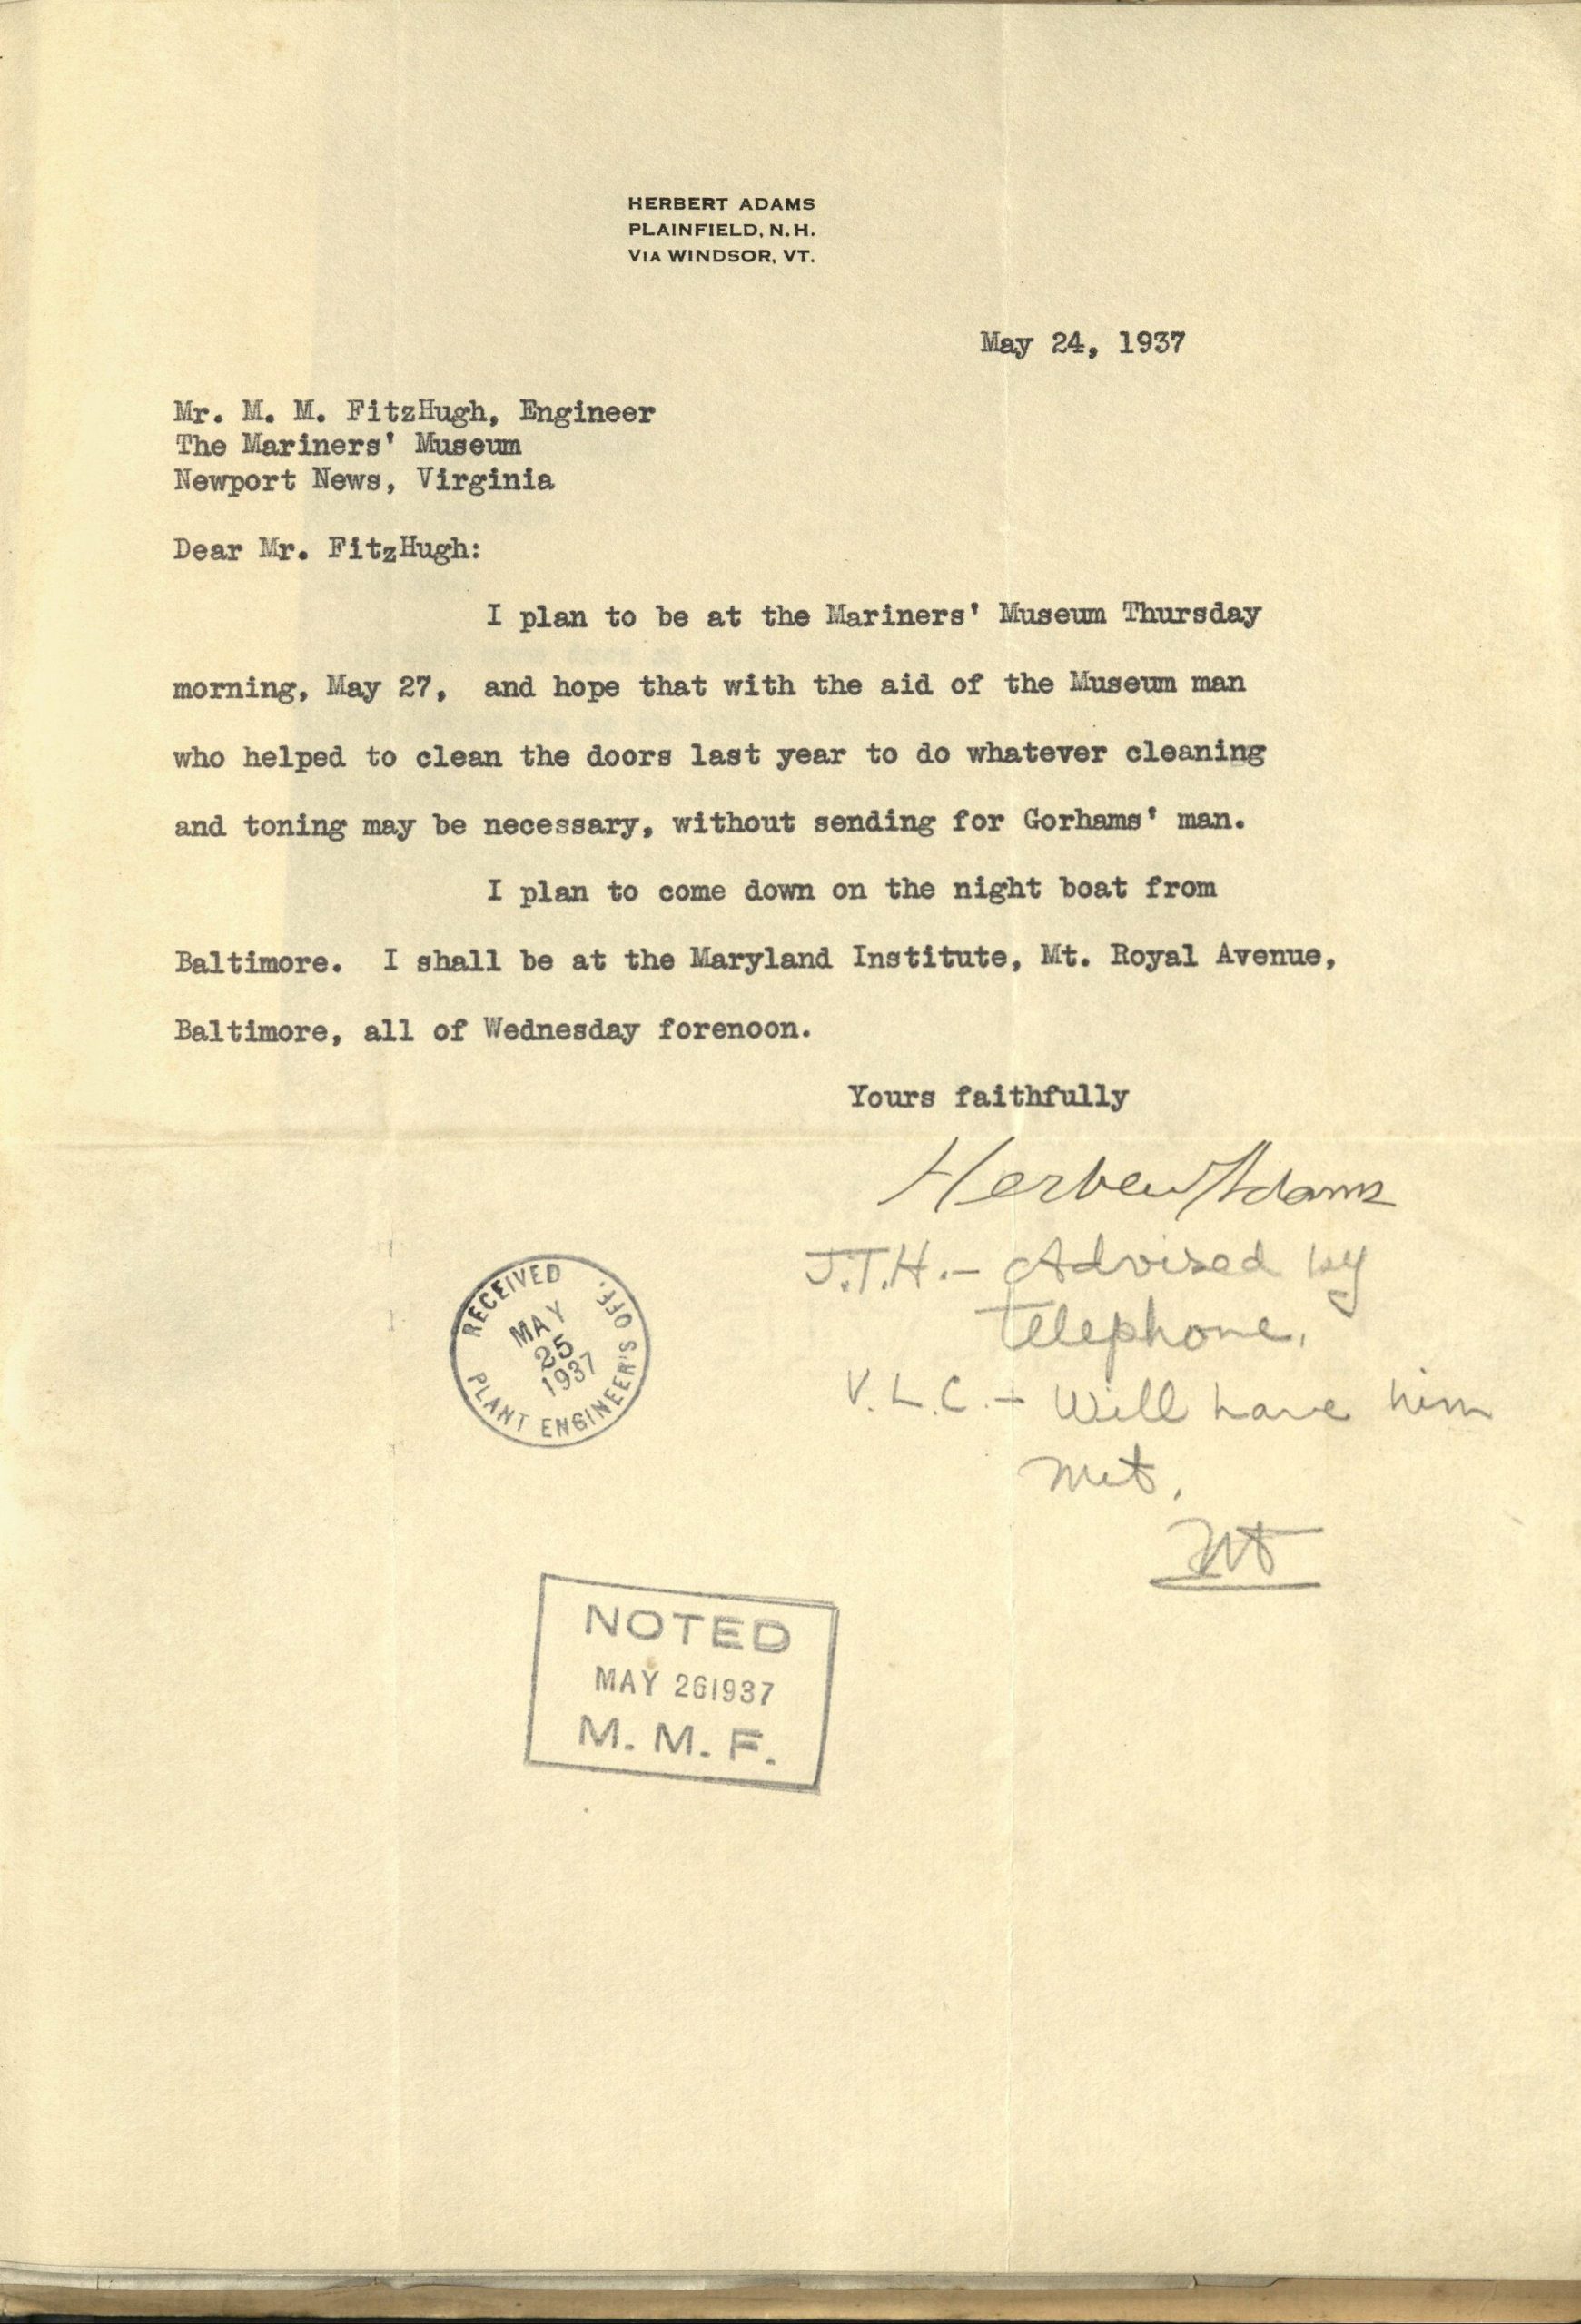 HERBERT ADAMS
PLAINFIELD, N. H.
VIA WINDSOR, VT.
May 24, 1937
Mr. M. M. FitzHugh, Engineer
The Mariners' Museum
Newport News, Virginia
Dear Mr. FitzHugh:
I plan to be at the Mariners' Museum Thursday
morning, May 27, and hope that with the aid of the Museum man
who helped to clean the doors last year to do whatever cleaning
and toning may be necessary, without sending for Gorhams' man.
I plan to come down on the night boat from
Baltimore. I shall be at the Maryland Institute, Mt. Royal Avenue,
Baltimore, all of Wednesday forenoon.
Yours faithfully
Herbert Adams
J.T.H. - Advised by
telephone.
V.L.C. - Will have him
met.
RECEIVED
MAY
25
1937
PLANT ENGINEER'S OFF.
NOTED
MAY 26 1937
M. M. F.